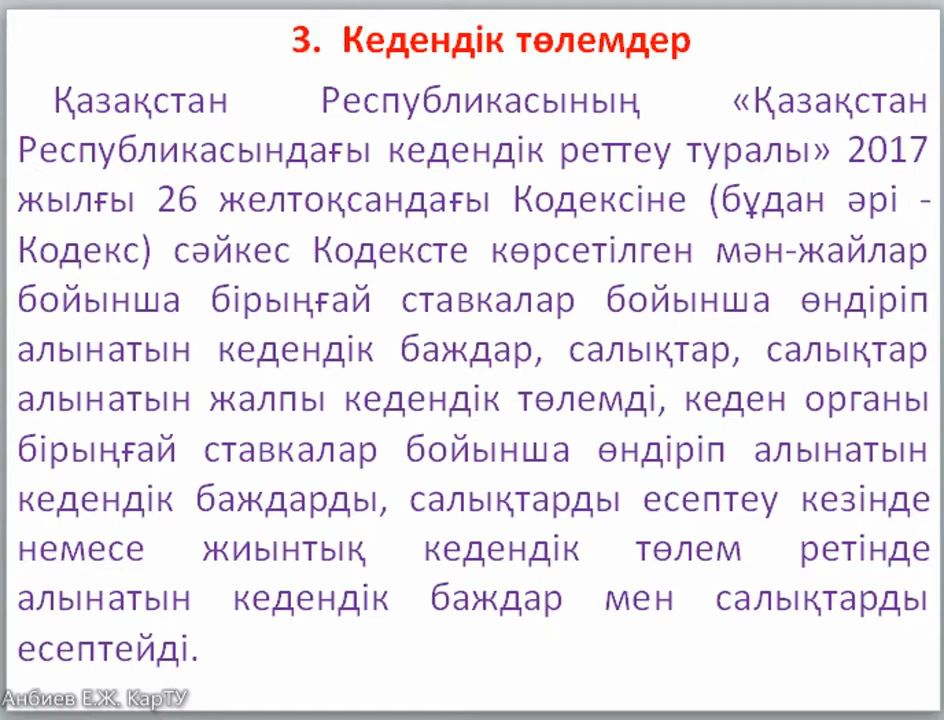 3. Кедендік төлемдер
Қазақстан Республикасының «Қазақстан
Республикасындағы кедендік реттеу туралы» 2017
жылғы 26 желтоқсандағы Кодексіне (бұдан әрі -
Кодекс) сәйкес Кодексте көрсетілген мән-жайлар
бойынша бірыңғай ставкалар бойынша өндіріп
алынатын кедендік баждар, салықтар, салықтар
алынатын жалпы кедендік төлемді, кеден органы
бірыңғай ставкалар бойынша өндіріп алынатын
кедендік баждарды, салықтарды есептеу кезінде
немесе жиынтық кедендік төлем ретінде
алынатын кедендік баждар мен салықтарды
есептейді.
Анбиев Е.Ж. КарТУ